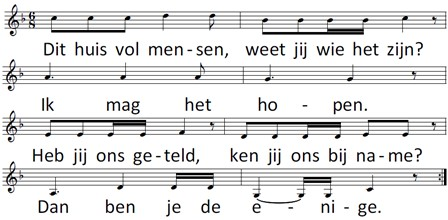 Dit huis vol men-sen, weet jij wie het zijn?
Ik mag het ho - pen.
Heb jij ons ge-teld, ken jij ons bij na-me?
Dan ben je de e - ni-ge.